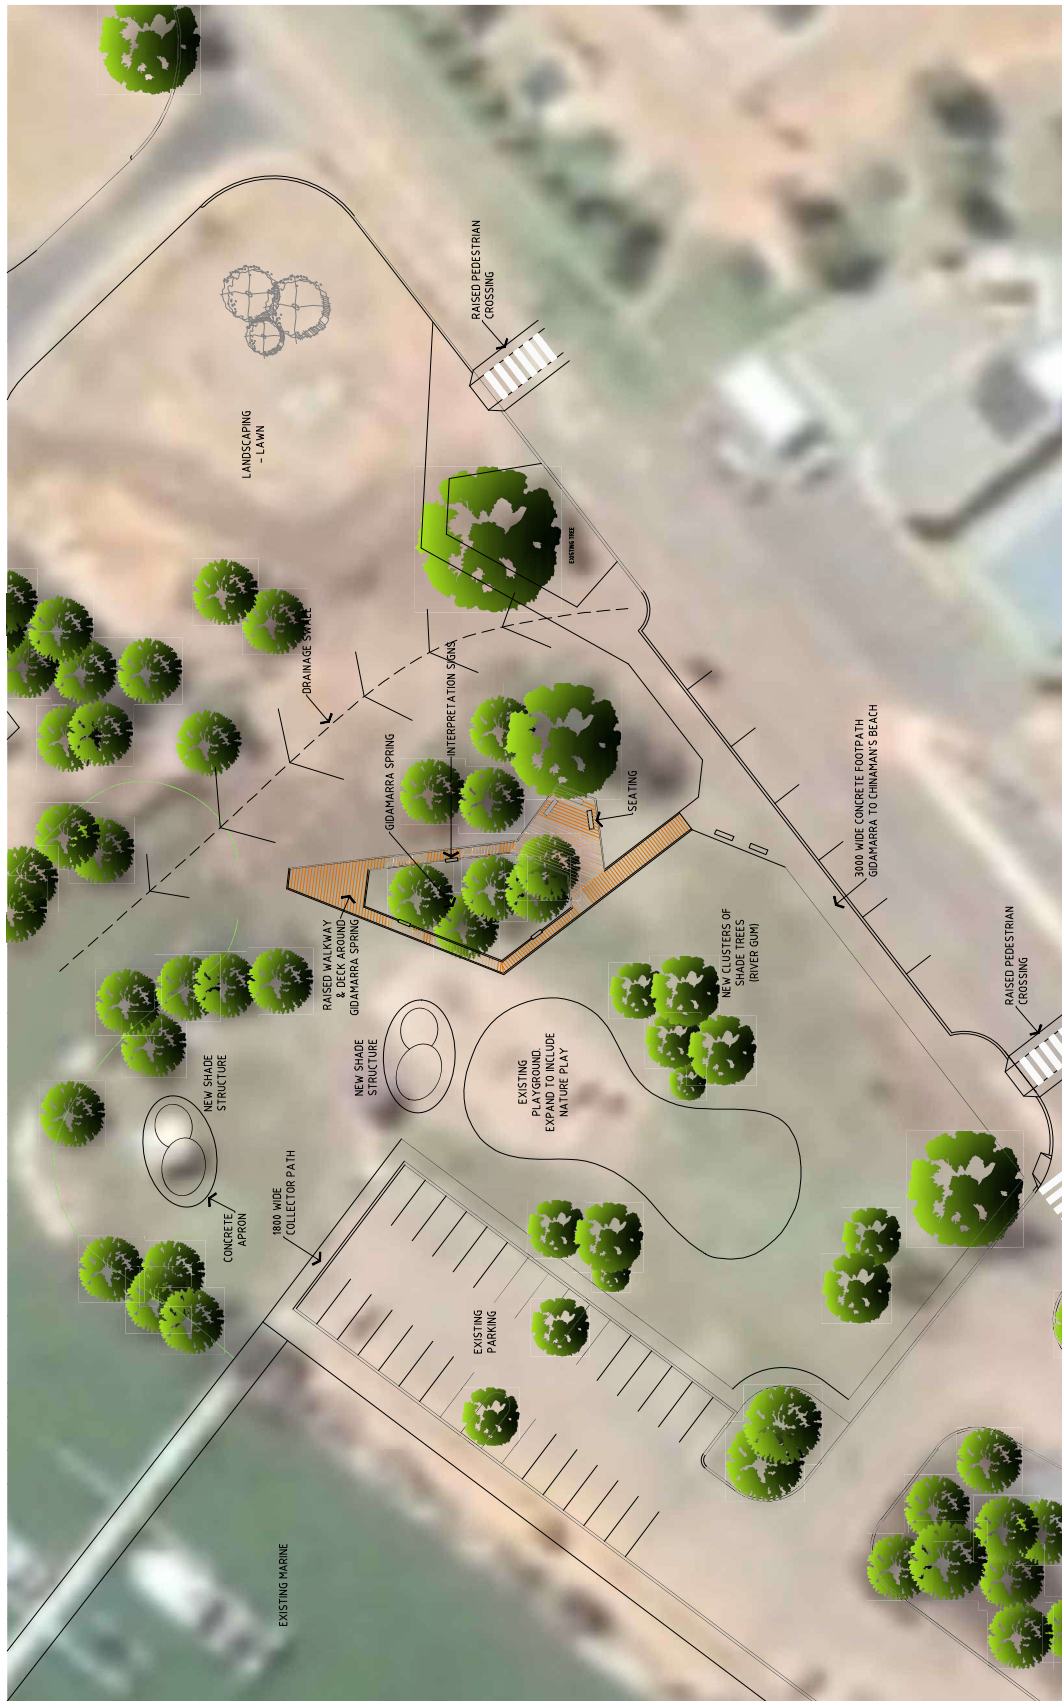 RAISED PEDESTRIAN
CROSSING
LANDSCAPING
- LAWN
EXISTING TREE
DRAINAGE SWALE
INTERPRETATION SIGNS
GIDAMARRA SPRING
SEATING
3000 WIDE CONCRETE FOOTPATH
GIDAMARRA TO CHINAMAN'S BEACH
RAISED WALKWAY
& DECK AROUND
GIDAMARRA SPRING
NEW CLUSTERS OF
SHADE TREES
(RIVER GUM)
RAISED PEDESTRIAN
CROSSING
NEW SHADE
STRUCTURE
NEW SHADE
STRUCTURE
EXISTING
PLAYGROUND.
EXPAND TO INCLUDE
NATURE PLAY
CONCRETE
APRON
1800 WIDE
COLLECTOR PATH
EXISTING
PARKING
EXISTING MARINE